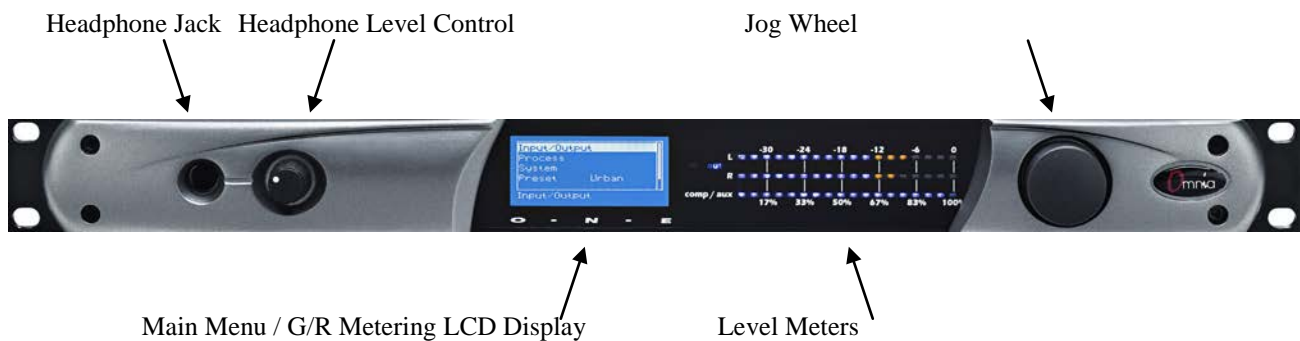 Headphone Jack Headphone Level Control Jog Wheel
Input/Output
Process
System
Preset Urban
Input/Output
O - N - E
-30 -24 -18 -12 -6 0
L
R
comp / aux
17% 33% 50% 67% 83% 100%
Omnia
Main Menu / G/R Metering LCD Display Level Meters